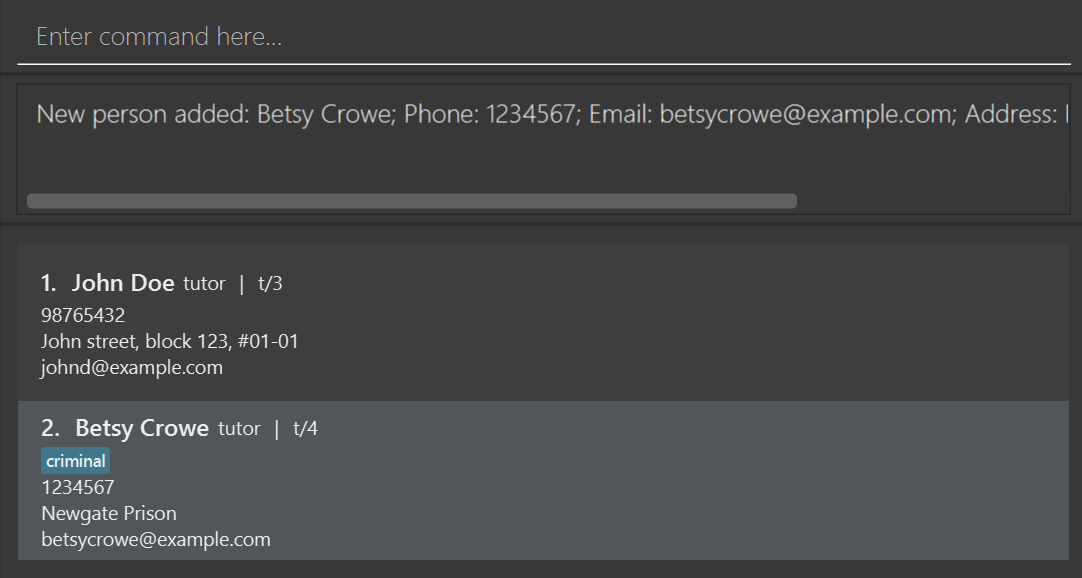 Enter command here...
New person added: Betsy Crowe; Phone: 1234567; Email: betsycrowe@example.com; Address:
1. John Doe tutor | t/3
98765432
John street, block 123, #01-01
johnd@example.com
2. Betsy Crowe tutor | t/4
criminal
1234567
Newgate Prison
betsycrowe@example.com